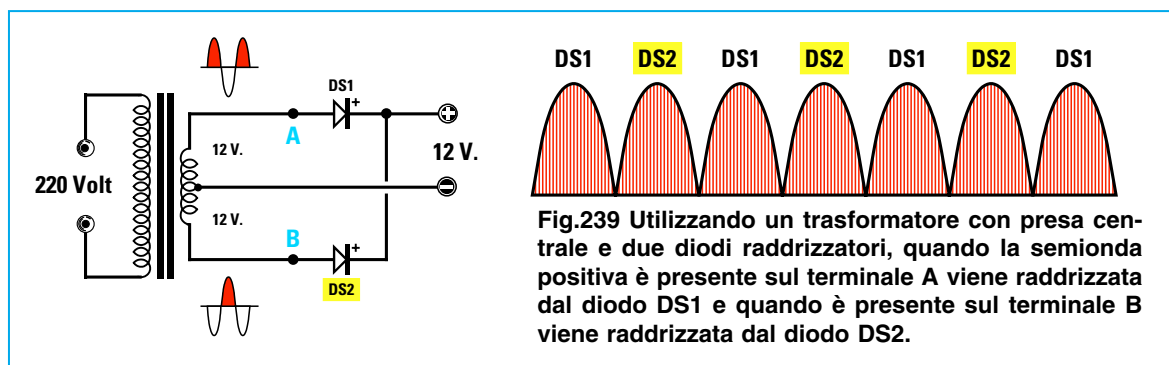 DS1
A
12 V.
220 Volt
12 V.
12 V.
B
DS2
DS1 DS2 DS1 DS2 DS1 DS2 DS1
Fig.239 Utilizzando un trasformatore con presa cen-
trale e due diodi raddrizzatori, quando la semionda
positiva è presente sul terminale A viene raddrizzata
dal diodo DS1 e quando è presente sul terminale B
viene raddrizzata dal diodo DS2.